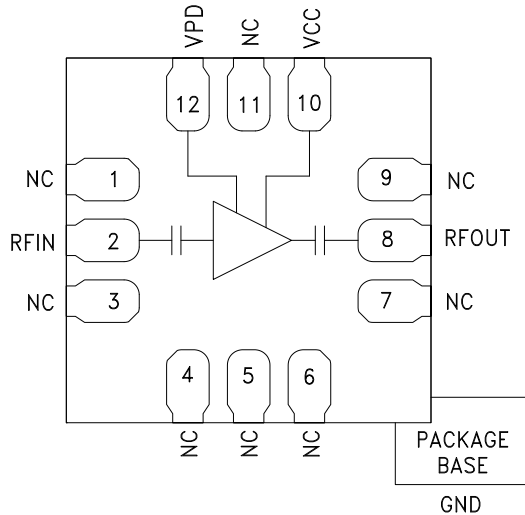 VPD
NC
VCC
12
11
10
NC
1
9
NC
RFIN
2
8
RFOUT
NC
3
7
NC
4
5
6
NC
NC
NC
PACKAGE
BASE
GND